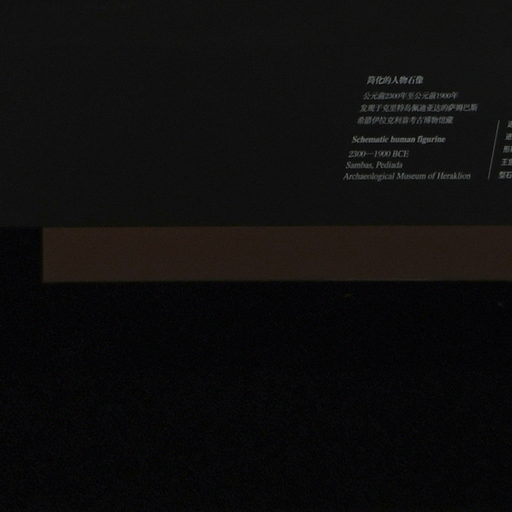 简化的人物石像
公元前2300年至公元前1900年
发现于克里特岛佩迪亚达的萨姆巴斯
希腊伊拉克利翁考古博物馆藏
Schematic human figurine
2300—1900 BCE
Sambas, Pediada
Archaeological Museum of Heraklion